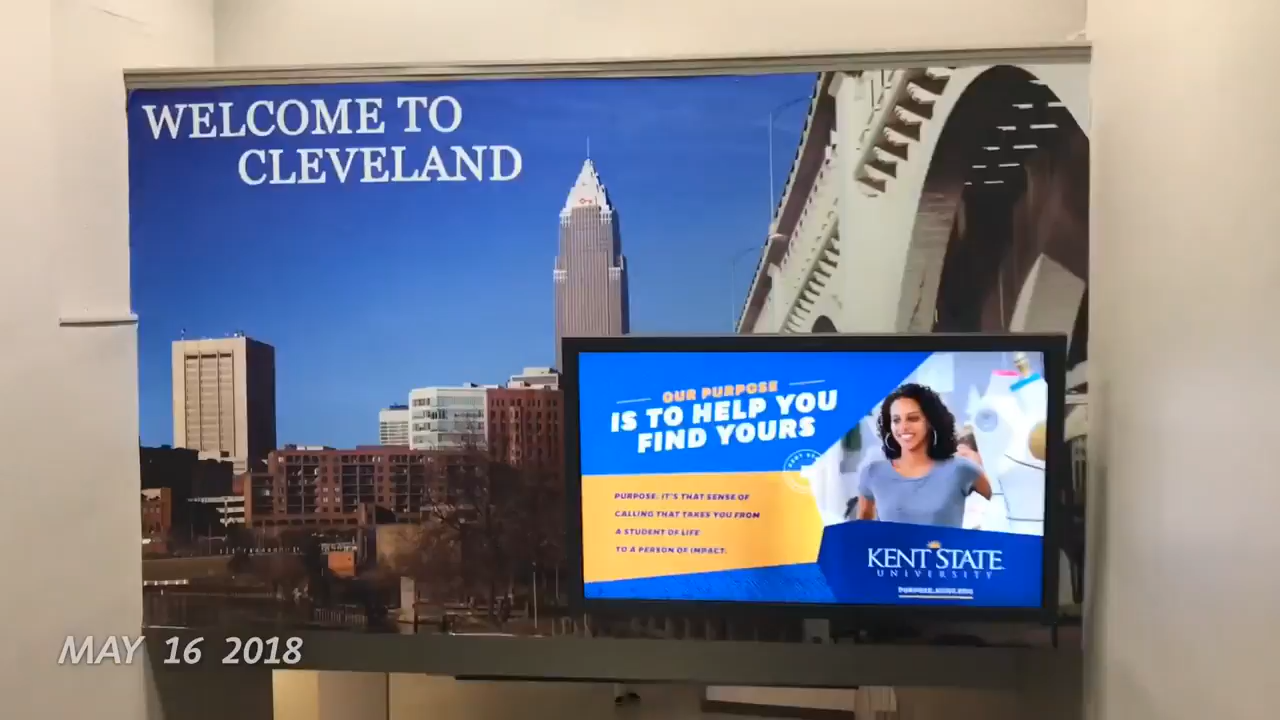 WELCOME TO
CLEVELAND
OUR PURPOSE
IS TO HELP YOU
FIND YOURS
PURPOSE: IT'S THAT SENSE OF
CALLING THAT TAKES YOU FROM
A STUDENT OF LIFE
TO A PERSON OF IMPACT.
KENT STATE
UNIVERSITY
MAY 16 2018